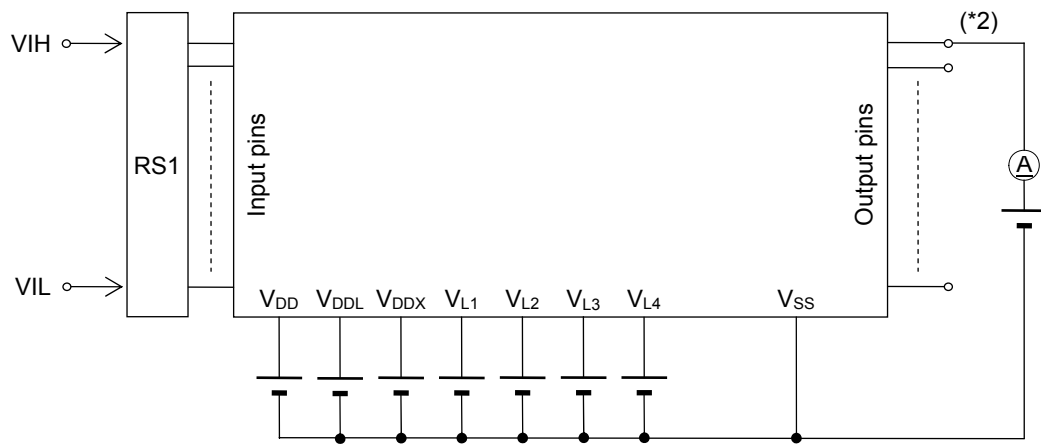 (*2)
VIH
A
RS1
Input pins
Output pins
VIL
VDD VDDL VDDX VL1 VL2 VL3 VL4 VSS